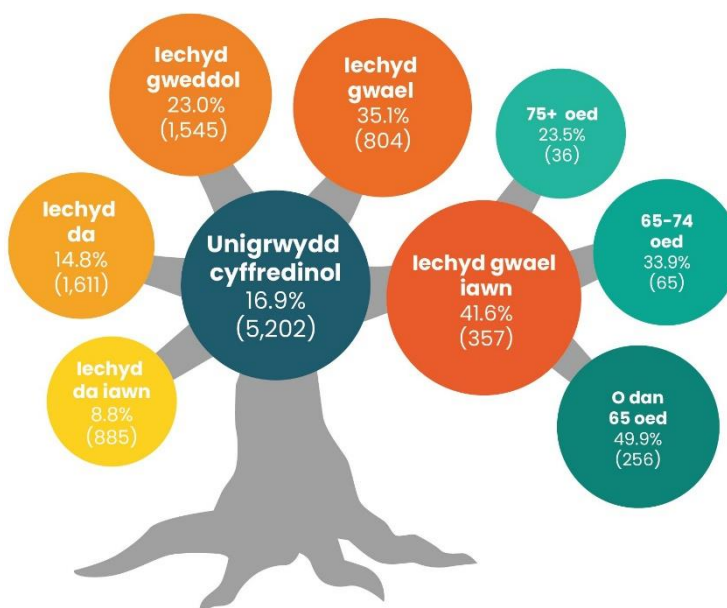 Iechyd
gweddol
23.0%
(1,545)
Iechyd
gwael
35.1%
(804)
75+ oed
23.5%
(36)
Iechyd
da
14.8%
(1,611)
Unigrwydd
cyffredinol
16.9%
(5,202)
Iechyd gwael
iawn
41.6%
(357)
65-74
oed
33.9%
(65)
Iechyd
da iawn
8.8%
(885)
O dan
65 oed
49.9%
(256)